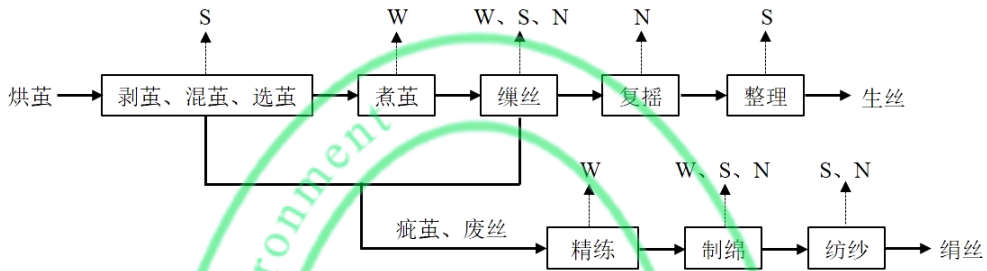 S W W、S、N N S
烘茧 剥茧、混茧、选茧 煮茧 缫丝 复摇 整理 生丝
W W、S、N S、N
疵茧、废丝 精练 制绵 纺纱 绢丝
ronment